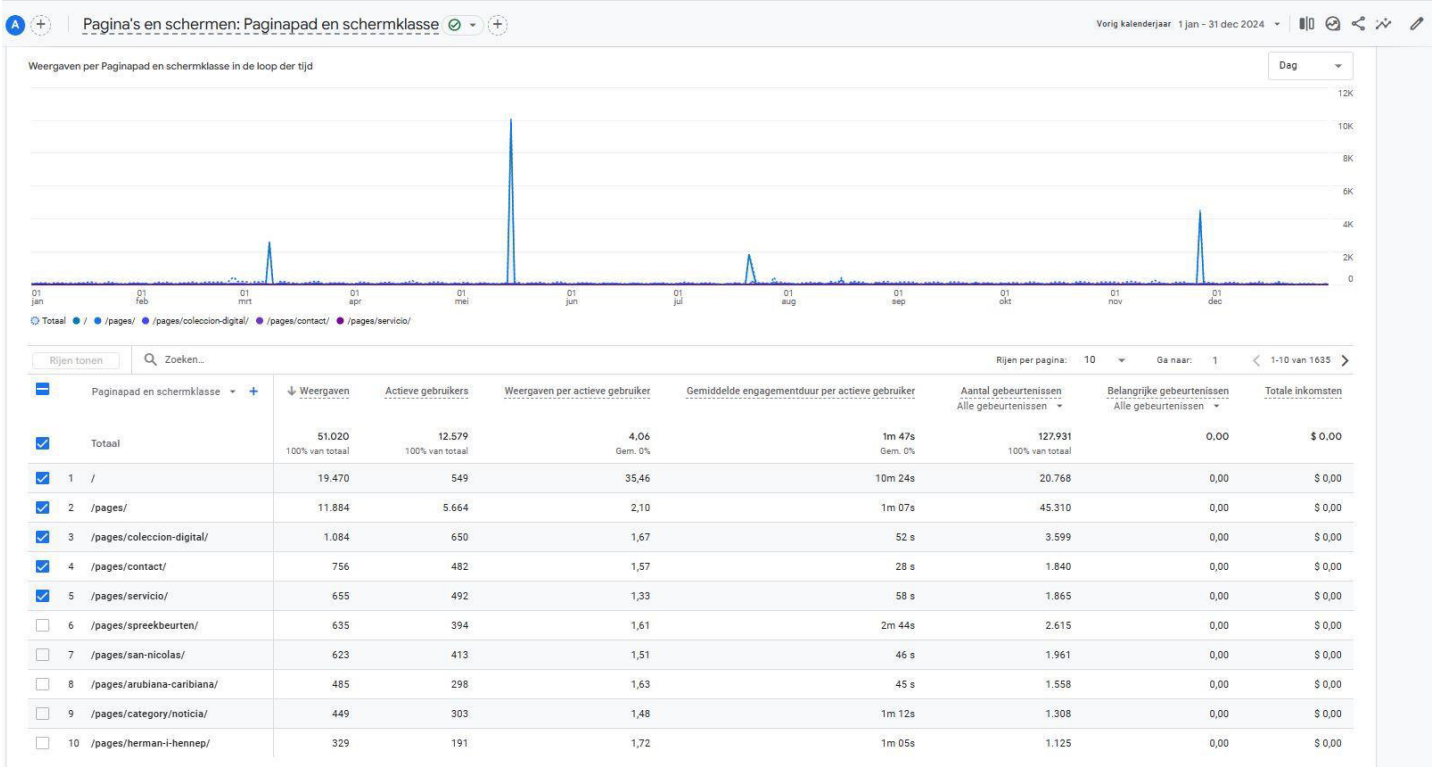 A + Pagina's en schermen: Paginapad en schermklasse + Vorig kalenderjaar 1 jan - 31 dec 2024
Weergaven per Paginapad en schermklasse in de loop der tijd Dag
12K
10K
8K
6K
4K
2K
0
01 01 01 01 01 01 01 01 01 01 01 01
jan feb mrt apr mei jun jul aug sep okt nov dec
Totaal / /pages/ /pages/coleccion-digital/ /pages/contact/ /pages/servicio/
Rijen tonen Zoeken... Rijen per pagina: 10 Ga naar: 1 1-10 van 1635
Paginapad en schermklasse + Weergaven Actieve gebruikers Weergaven per actieve gebruiker Gemiddelde engagementduur per actieve gebruiker Aantal gebeurtenissen Belangrijke gebeurtenissen Totale inkomsten
Alle gebeurtenissen Alle gebeurtenissen
Totaal 51.020 12.579 4,06 1m 47s 127.931 0,00 $ 0,00
100% van totaal 100% van totaal Gem. 0% Gem. 0% 100% van totaal
1 / 19.470 549 35,46 10m 24s 20.768 0,00 $ 0,00
2 /pages/ 11.884 5.664 2,10 1m 07s 45.310 0,00 $ 0,00
3 /pages/coleccion-digital/ 1.084 650 1,67 52 s 3.599 0,00 $ 0,00
4 /pages/contact/ 756 482 1,57 28 s 1.840 0,00 $ 0,00
5 /pages/servicio/ 655 492 1,33 58 s 1.865 0,00 $ 0,00
6 /pages/spreekbeurten/ 635 394 1,61 2m 44s 2.615 0,00 $ 0,00
7 /pages/san-nicolas/ 623 413 1,51 46 s 1.961 0,00 $ 0,00
8 /pages/arubiana-caribiana/ 485 298 1,63 45 s 1.558 0,00 $ 0,00
9 /pages/category/noticia/ 449 303 1,48 1m 12s 1.308 0,00 $ 0,00
10 /pages/herman-i-hennep/ 329 191 1,72 1m 05s 1.125 0,00 $ 0,00